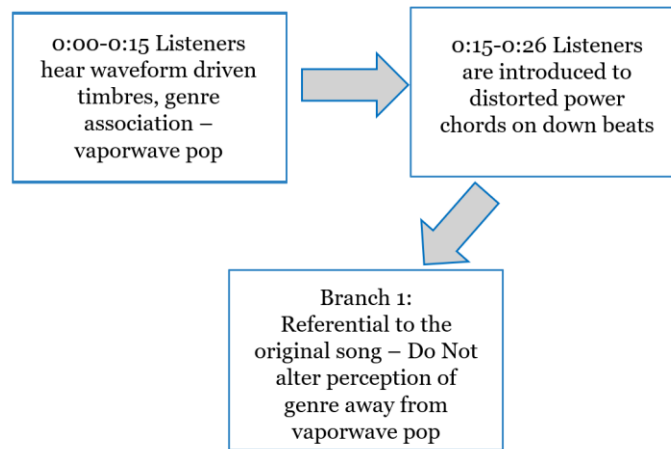 0:00-0:15 Listeners
hear waveform driven
timbres, genre
association –
vaporwave pop
0:15-0:26 Listeners
are introduced to
distorted power
chords on down beats
Branch 1:
Referential to the
original song – Do Not
alter perception of
genre away from
vaporwave pop